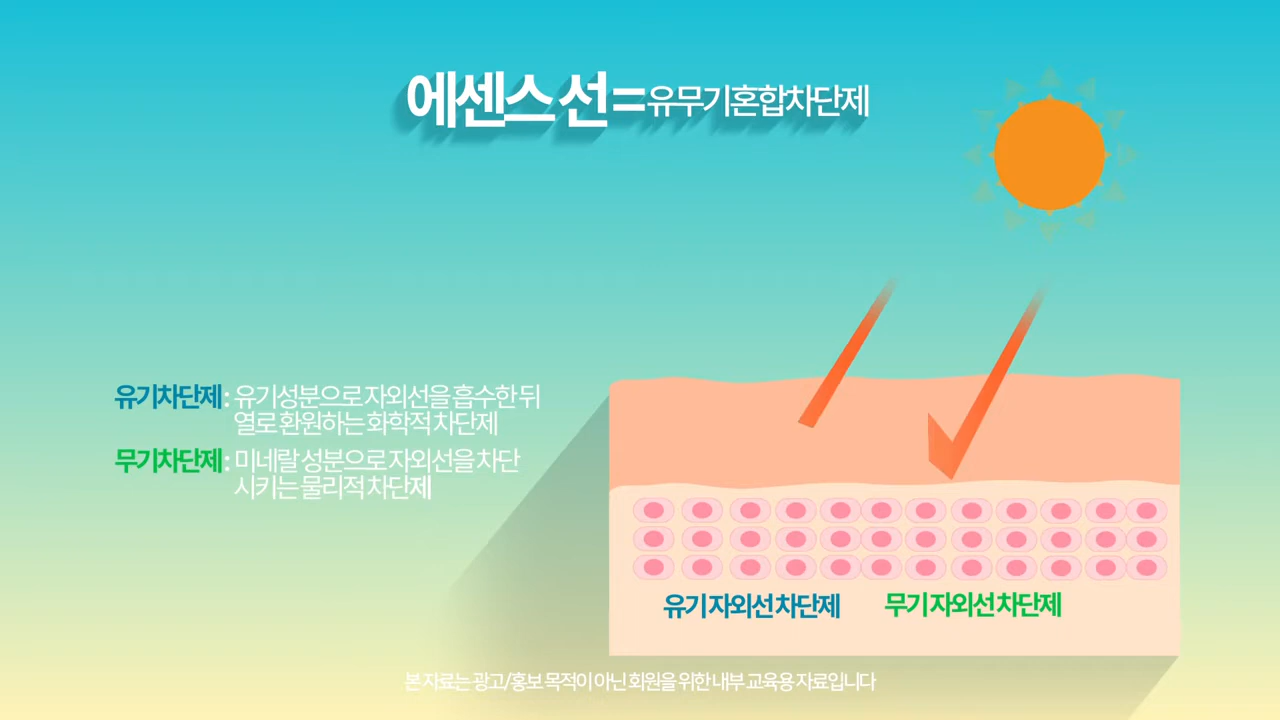 에센스 선=유무기혼합차단제
유기차단제 : 유기성분으로 자외선을 흡수한 뒤
열로 환원하는 화학적 차단제
무기차단제 : 미네랄 성분으로 자외선을 차단
시키는 물리적 차단제
유기 자외선 차단제
무기 자외선 차단제
본 자료는 광고/홍보 목적이 아닌 회원을 위한 내부 교육용 자료입니다